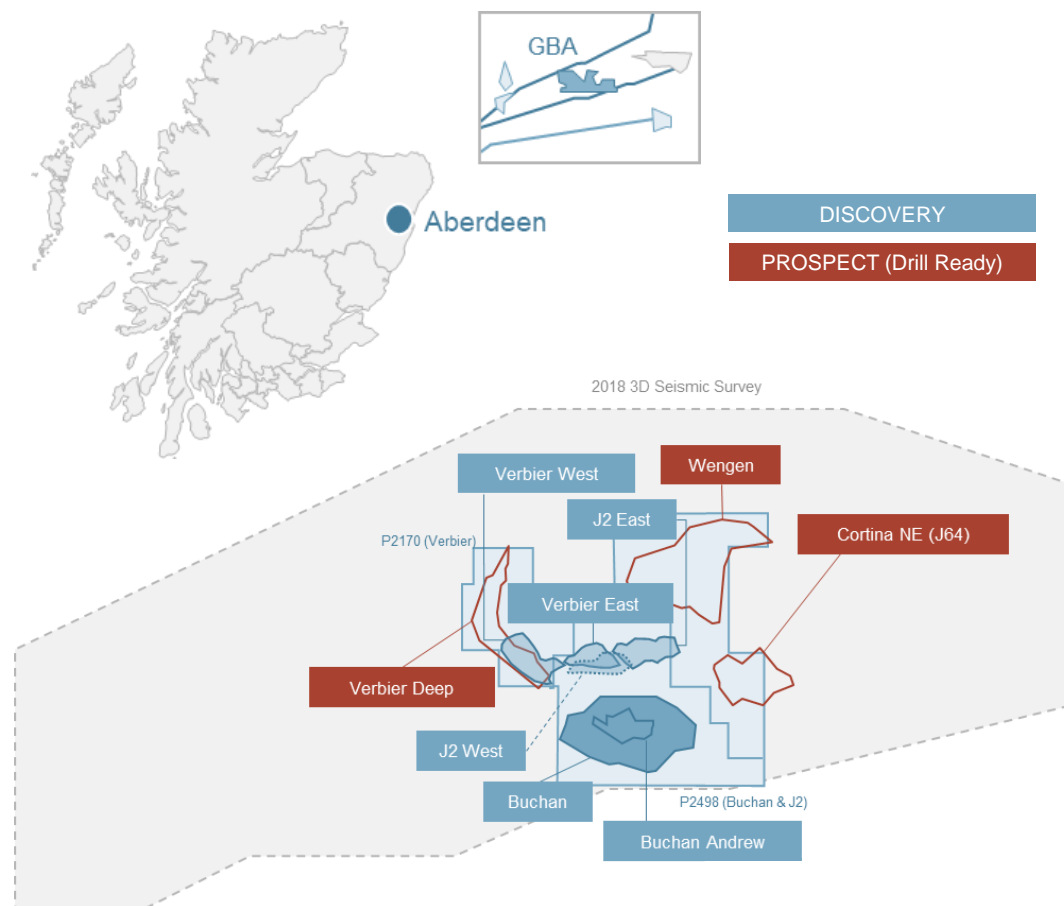 GBA
Aberdeen
DISCOVERY
PROSPECT (Drill Ready)
2018 3D Seismic Survey
Wengen
Verbier West
J2 East
Cortina NE (J64)
P2170 (Verbier)
Verbier East
Verbier Deep
J2 West
Buchan
P2498 (Buchan & J2)
Buchan Andrew